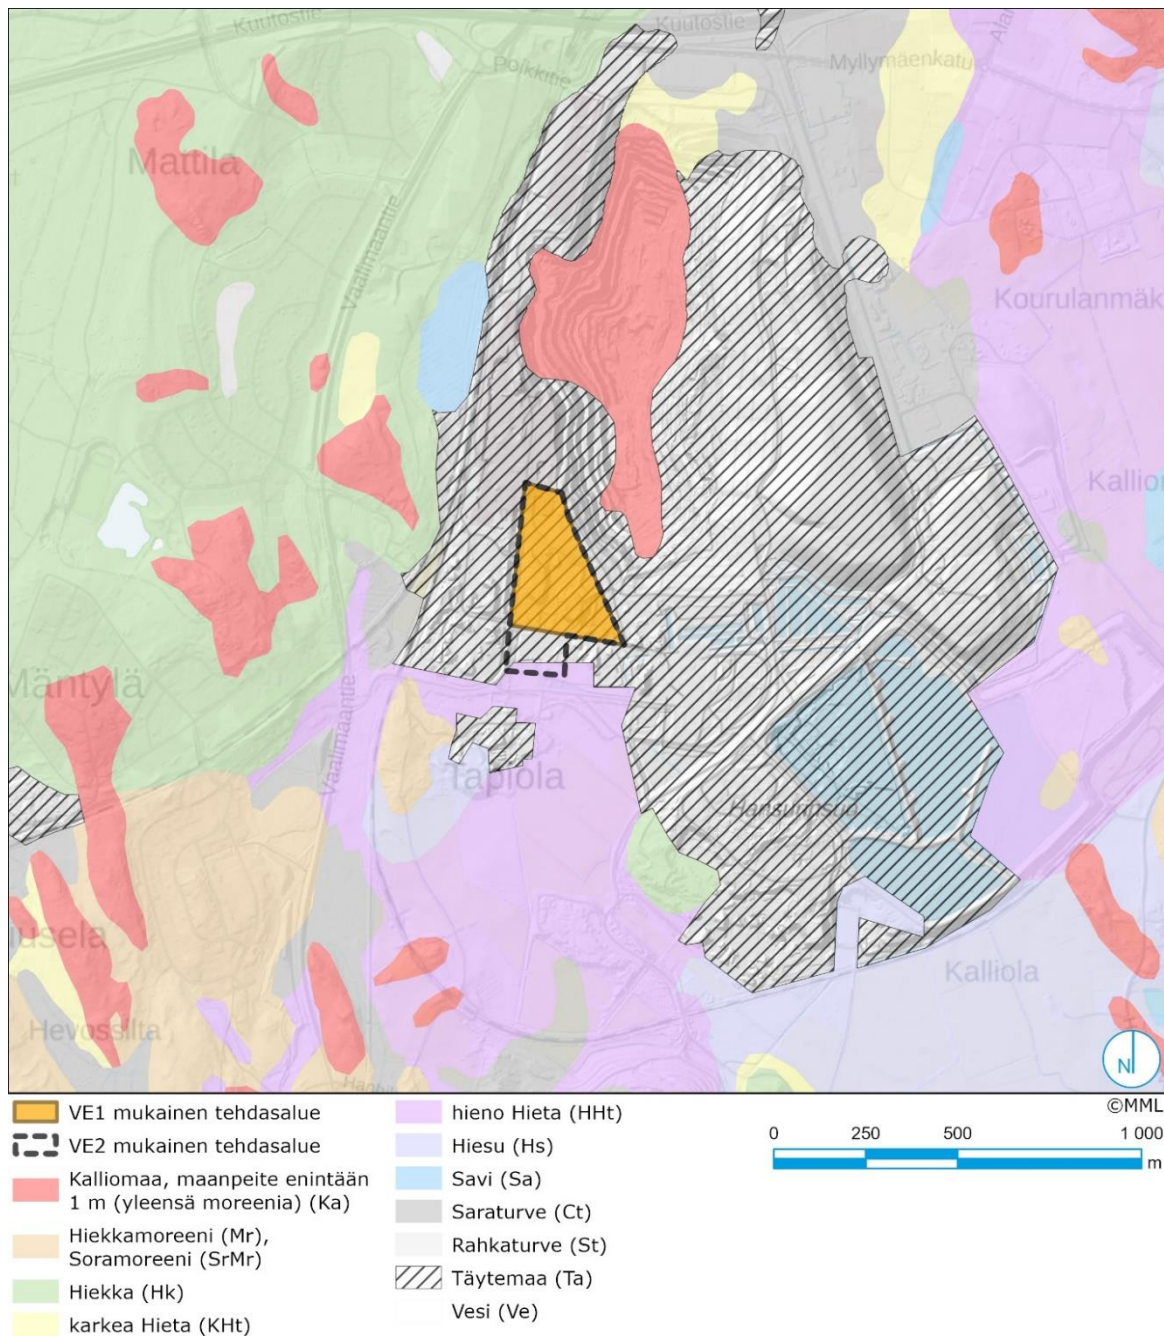 Kuutostie
Kuutostie
Poikkitie
Myllymäenkatu
Mattila
Vaalimaantie
Kourulanmäk
Kallion
Mäntylä
Vaalimaantie
Tapiola
Kalliola
usela
Hevossilta
N
©MML
VE1 mukainen tehdasalue
VE2 mukainen tehdasalue
Kalliomaa, maanpeite enintään
1 m (yleensä moreenia) (Ka)
Hiekkamoreeni (Mr),
Soramoreeni (SrMr)
Hiekka (Hk)
karkea Hieta (KHt)
hieno Hieta (HHt)
Hiesu (Hs)
Savi (Sa)
Saraturve (Ct)
Rahkaturve (St)
Täytemaa (Ta)
Vesi (Ve)
0 250 500 1 000
m